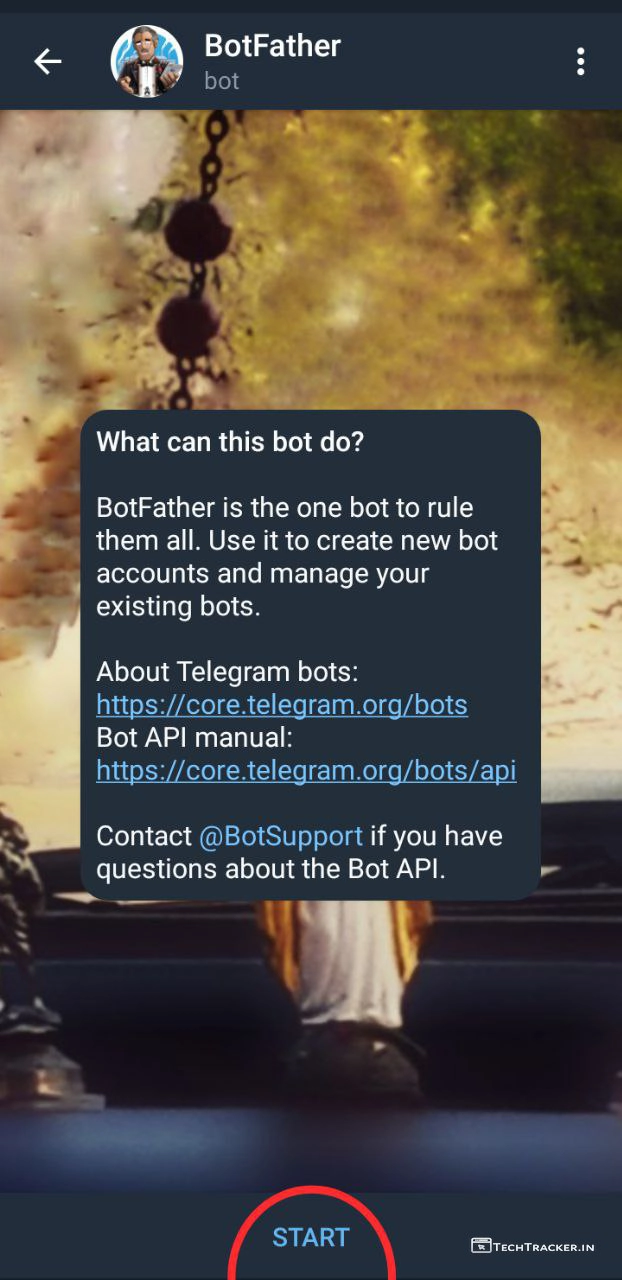 BotFather
bot
What can this bot do?
BotFather is the one bot to rule
them all. Use it to create new bot
accounts and manage your
existing bots.
About Telegram bots:
https://core.telegram.org/bots
Bot API manual:
https://core.telegram.org/bots/api
Contact @BotSupport if you have
questions about the Bot API.
START
TECHTRACKER.IN